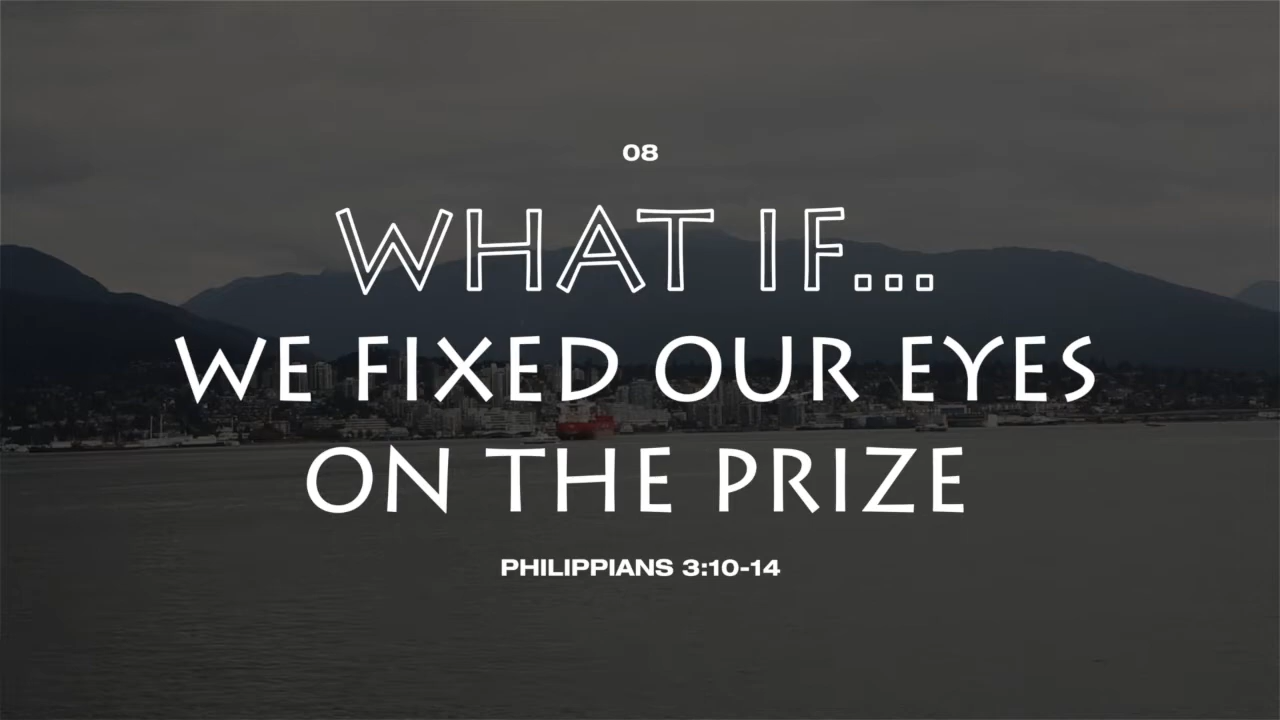 08
WHAT IF...
WE FIXED OUR EYES
ON THE PRIZE
PHILIPPIANS 3:10-14